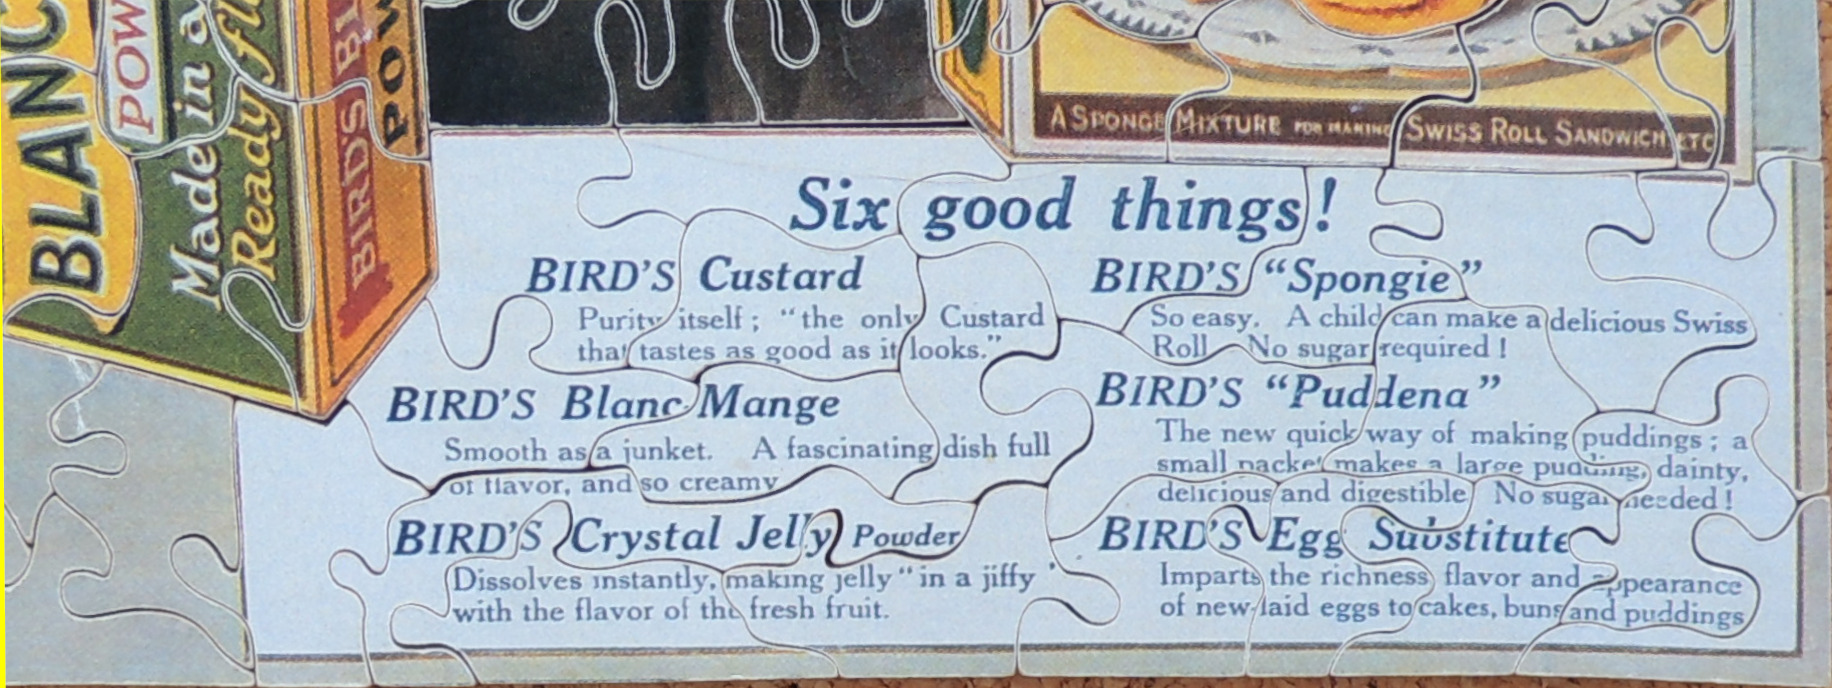 BLANC
POW
Made in a
Ready
BIRD'S BL
POW
A SPONGE MIXTURE FOR MAKING SWISS ROLL SANDWICH ETC
Six good things!
BIRD'S Custard
Purity itself; "the only Custard
that tastes as good as it looks."
BIRD'S Blanc-Mange
Smooth as a junket. A fascinating dish full
of flavor, and so creamy
BIRD'S Crystal Jelly Powder
Dissolves instantly, making jelly "in a jiffy"
with the flavor of the fresh fruit.
BIRD'S "Spongie"
So easy. A child can make a delicious Swiss
Roll. No sugar required!
BIRD'S "Puddena"
The new quick way of making puddings; a
small packet makes a large pudding, dainty,
delicious and digestible. No sugar needed!
BIRD'S Egg Substitute
Imparts the richness flavor and appearance
of new-laid eggs to cakes, buns and puddings